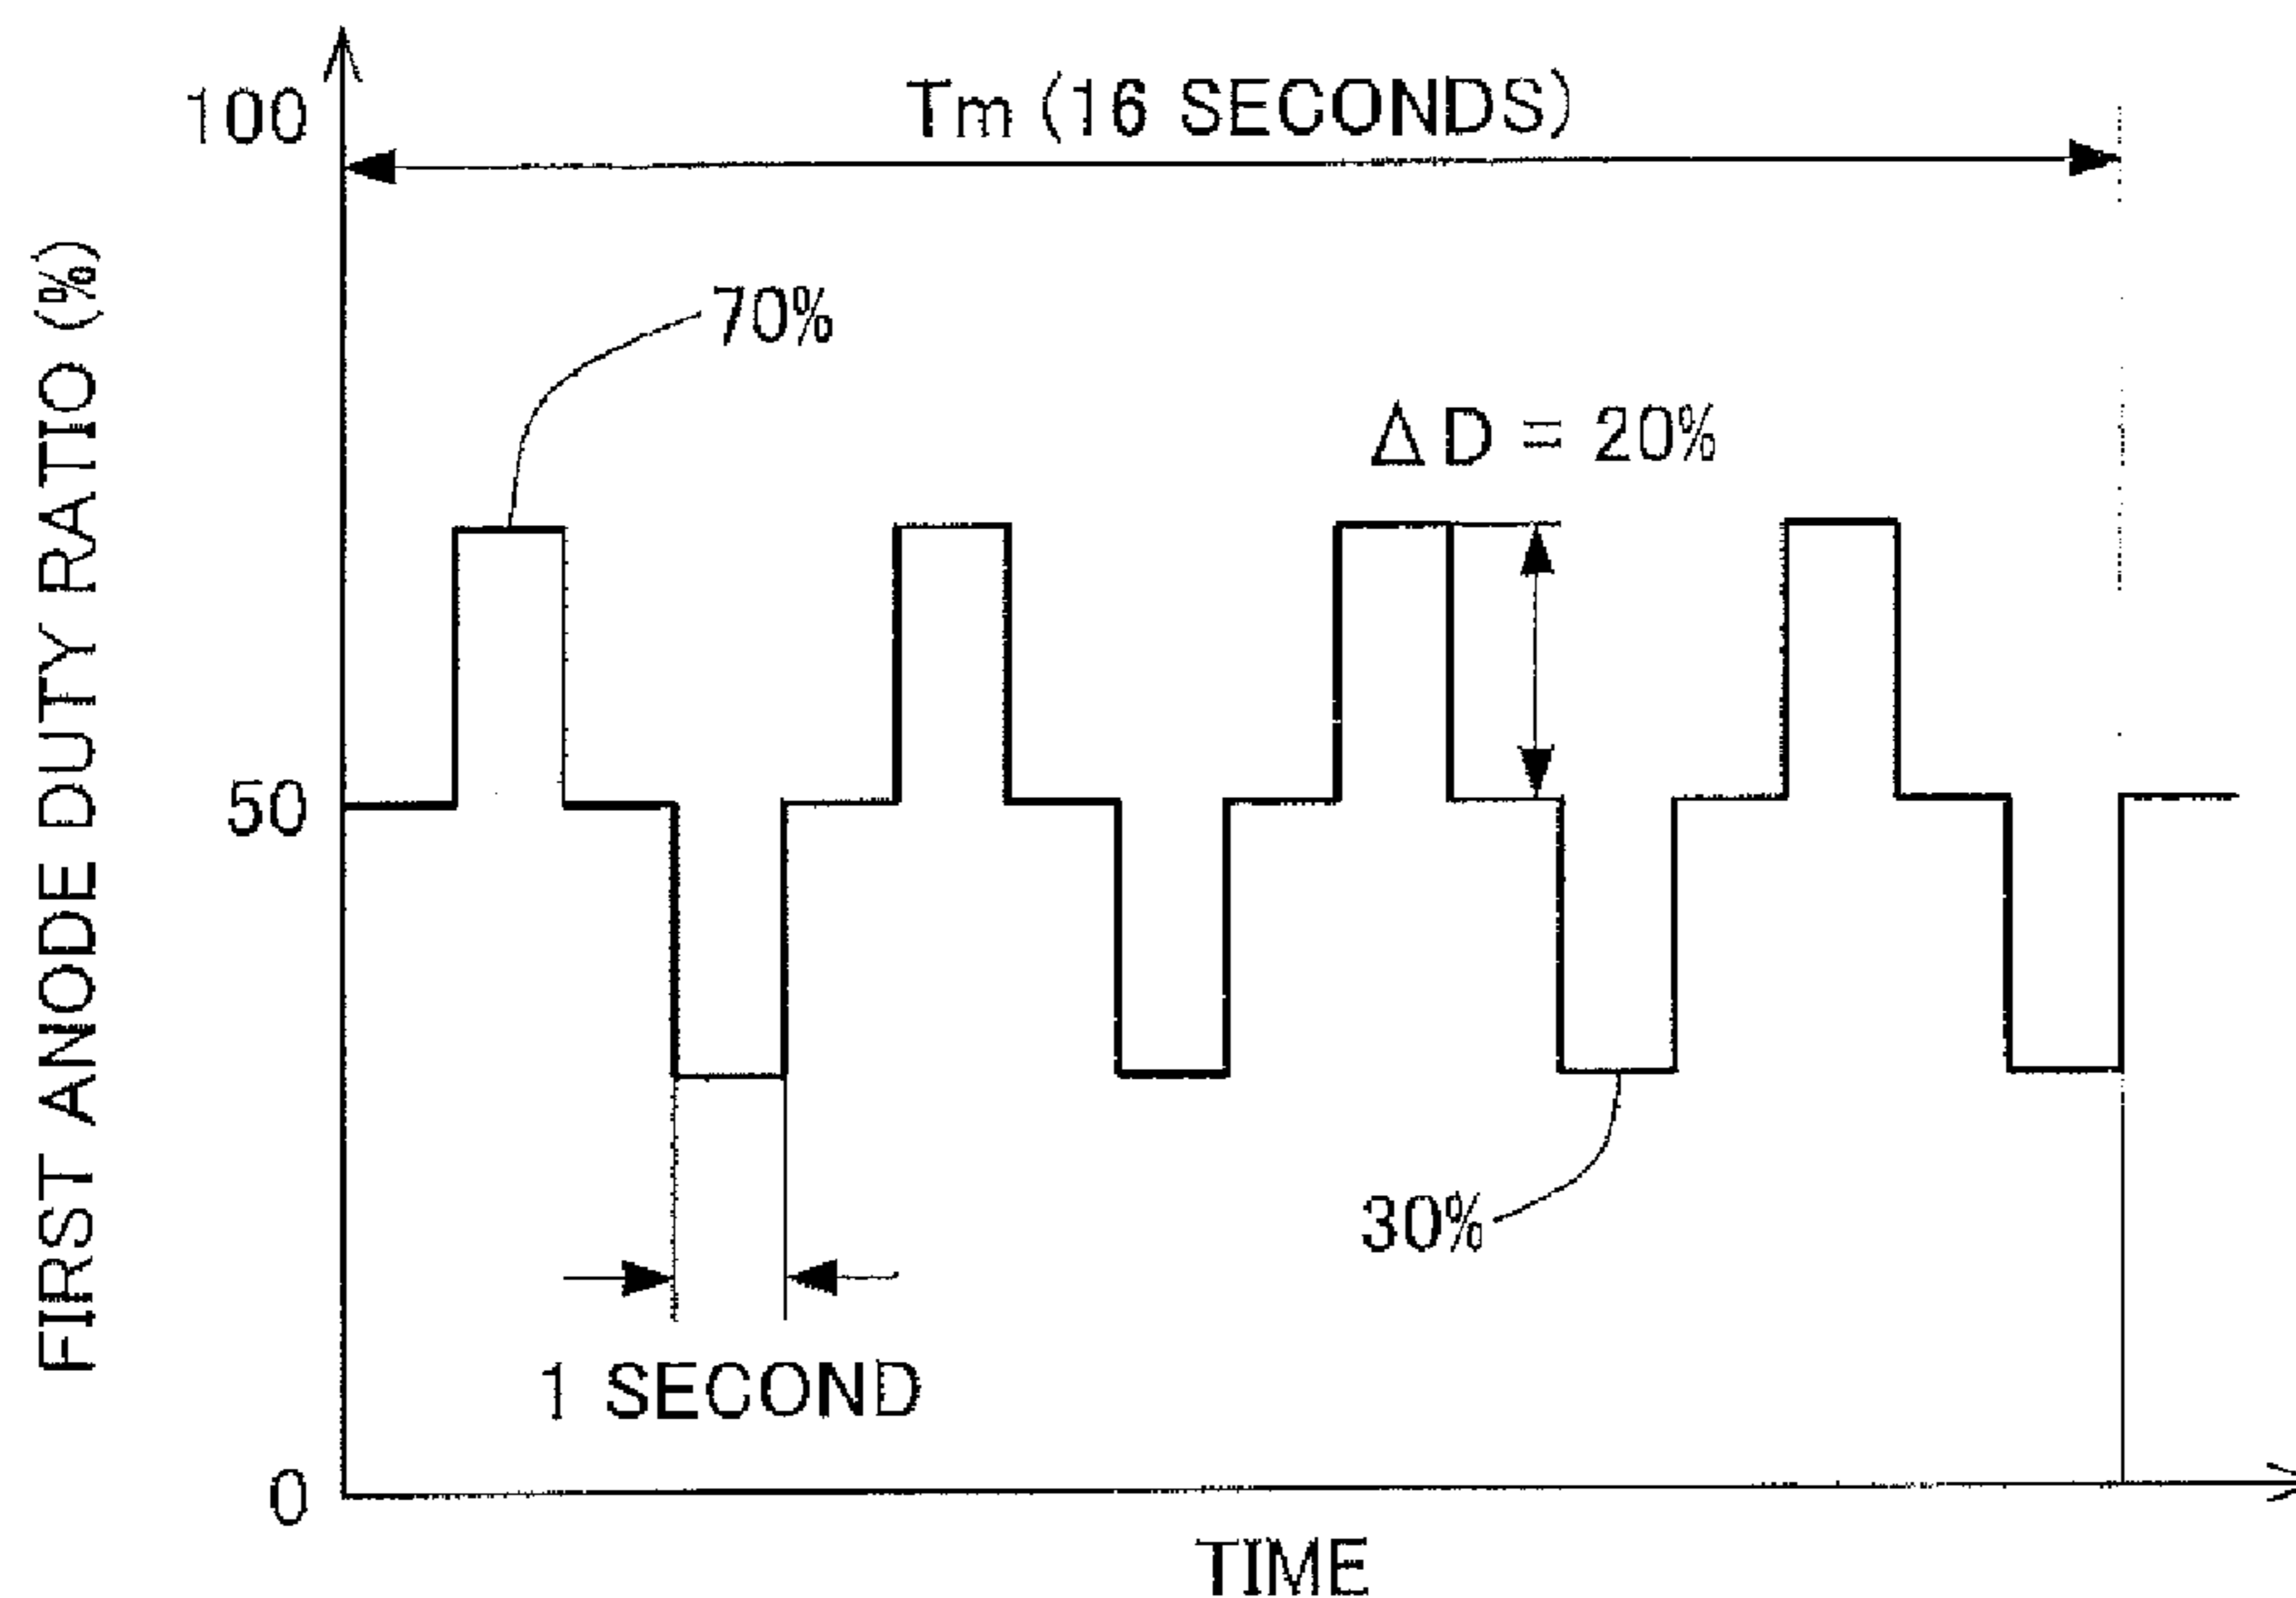 FIRST ANODE DUTY RATIO (%)
100
Tm (16 SECONDS)
70%
ΔD = 20%
50
30%
1 SECOND
0
TIME